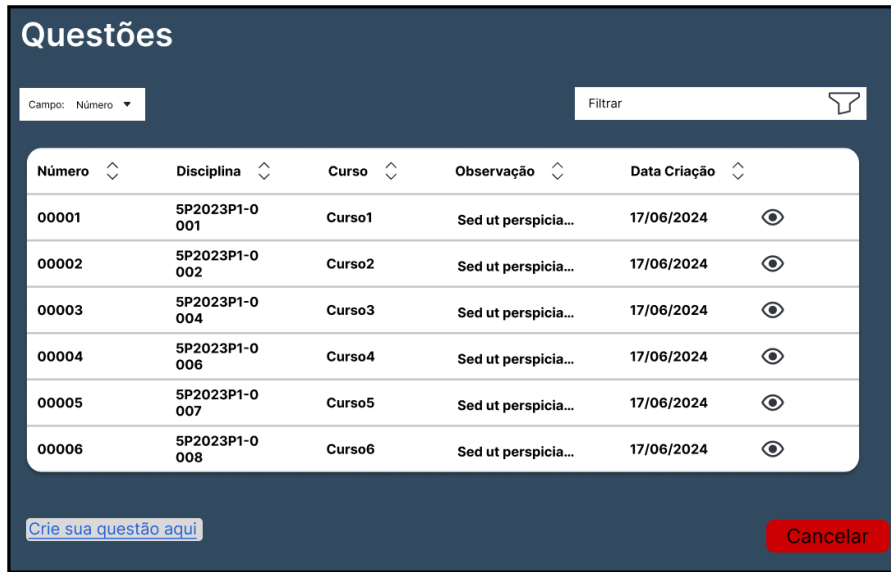 Questões
Campo: Número
Filtrar
Número Disciplina Curso Observação Data Criação
00001 5P2023P1-0 Curso1 Sed ut perspicia... 17/06/2024
001
00002 5P2023P1-0 Curso2 Sed ut perspicia... 17/06/2024
002
00003 5P2023P1-0 Curso3 Sed ut perspicia... 17/06/2024
004
00004 5P2023P1-0 Curso4 Sed ut perspicia... 17/06/2024
006
00005 5P2023P1-0 Curso5 Sed ut perspicia... 17/06/2024
007
00006 5P2023P1-0 Curso6 Sed ut perspicia... 17/06/2024
008
Crie sua questão aqui
Cancelar